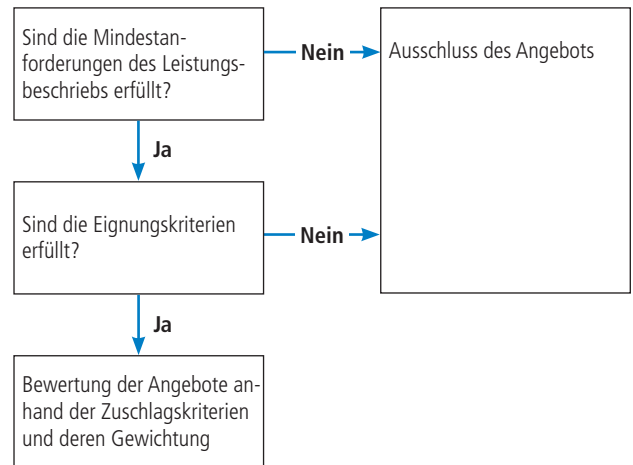 Sind die Mindestan-
forderungen des Leistungs-
beschriebs erfüllt?
Nein
Ausschluss des Angebots
Ja
Sind die Eignungskriterien
erfüllt?
Nein
Ja
Bewertung der Angebote an-
hand der Zuschlagskriterien
und deren Gewichtung